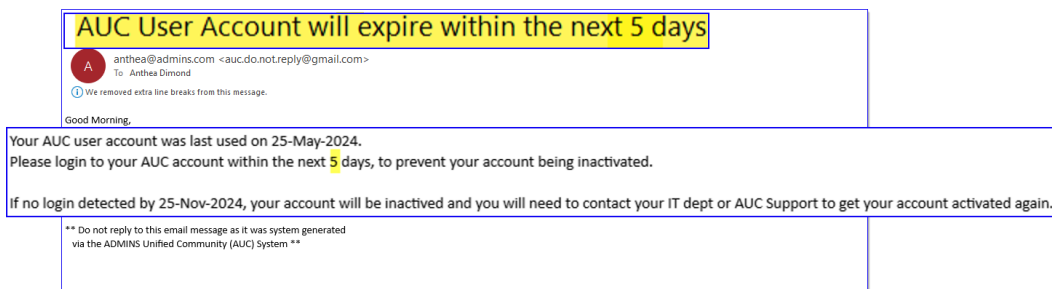 AUC User Account will expire within the next 5 days
A
anthea@admins.com <auc.do.not.reply@gmail.com>
To Anthea Dimond
We removed extra line breaks from this message.
Good Morning,
Your AUC user account was last used on 25-May-2024.
Please login to your AUC account within the next 5 days, to prevent your account being inactivated.
If no login detected by 25-Nov-2024, your account will be inactived and you will need to contact your IT dept or AUC Support to get your account activated again.
** Do not reply to this email message as it was system generated
via the ADMINS Unified Community (AUC) System **